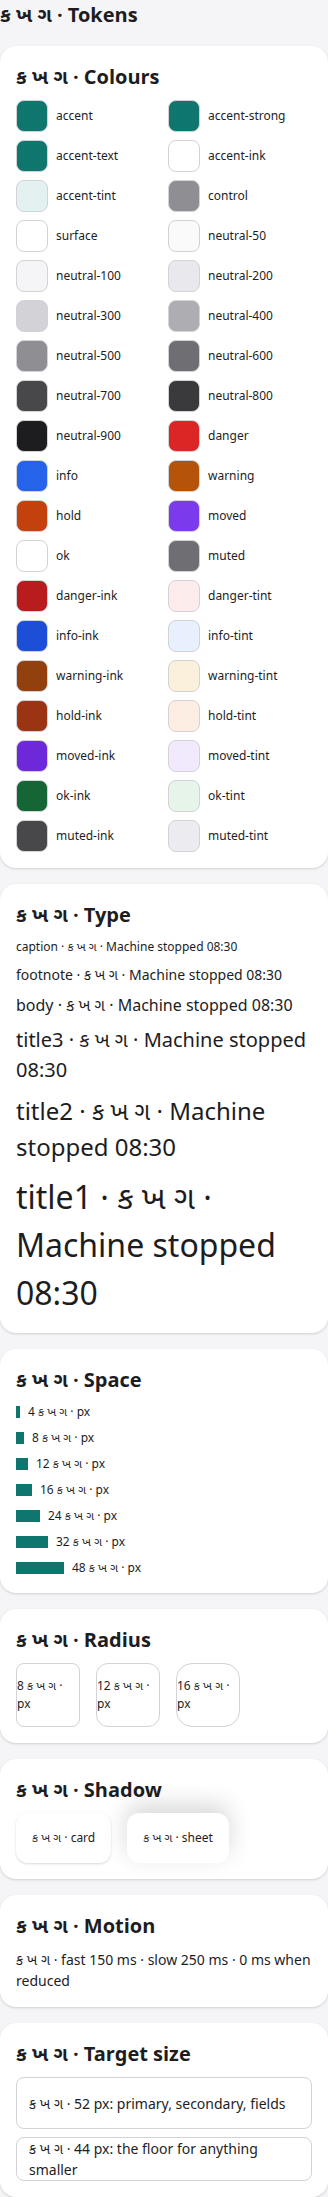 ક ખ ગ · Tokens
ક ખ ગ · Colours
accent
accent-strong
accent-text
accent-ink
accent-tint
control
surface
neutral-50
neutral-100
neutral-200
neutral-300
neutral-400
neutral-500
neutral-600
neutral-700
neutral-800
neutral-900
danger
info
warning
hold
moved
ok
muted
danger-ink
danger-tint
info-ink
info-tint
warning-ink
warning-tint
hold-ink
hold-tint
moved-ink
moved-tint
ok-ink
ok-tint
muted-ink
muted-tint
ક ખ ગ · Type
caption · ક ખ ગ · Machine stopped 08:30
footnote · ક ખ ગ · Machine stopped 08:30
body · ક ખ ગ · Machine stopped 08:30
title3 · ક ખ ગ · Machine stopped
08:30
title2 · ક ખ ગ · Machine
stopped 08:30
title1 · ક ખ ગ ·
Machine stopped
08:30
ક ખ ગ · Space
4 ક ખ ગ · px
8 ક ખ ગ · px
12 ક ખ ગ · px
16 ક ખ ગ · px
24 ક ખ ગ · px
32 ક ખ ગ · px
48 ક ખ ગ · px
ક ખ ગ · Radius
8 ક ખ ગ ·
px
12 ક ખ ગ ·
px
16 ક ખ ગ ·
px
ક ખ ગ · Shadow
ક ખ ગ · card
ક ખ ગ · sheet
ક ખ ગ · Motion
ક ખ ગ · fast 150 ms · slow 250 ms · 0 ms when
reduced
ક ખ ગ · Target size
ક ખ ગ · 52 px: primary, secondary, fields
ક ખ ગ · 44 px: the floor for anything
smaller